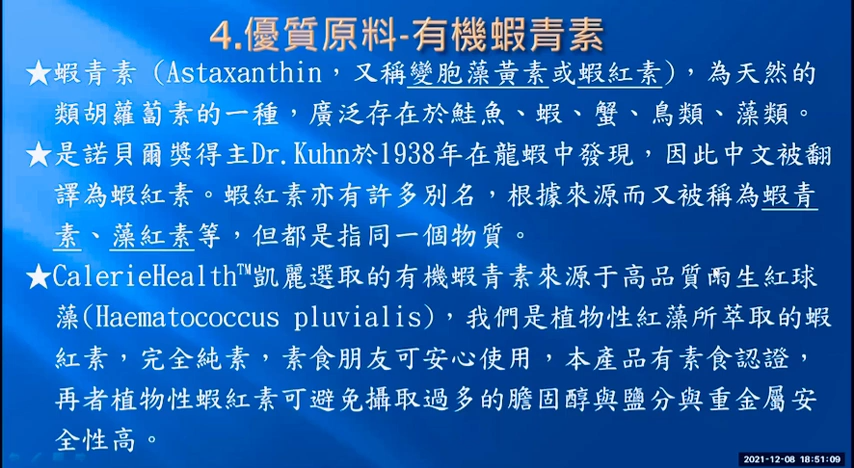 4.優質原料-有機蝦青素
★蝦青素 (Astaxanthin，又稱變胞藻黃素或蝦紅素)，為天然的
類胡蘿蔔素的一種，廣泛存在於鮭魚、蝦、蟹、鳥類、藻類。
★是諾貝爾獎得主Dr.Kuhn於1938年在龍蝦中發現，因此中文被翻
譯為蝦紅素。蝦紅素亦有許多別名，根據來源而又被稱為蝦青
素、藻紅素等，但都是指同一個物質。
★CalerieHealth™凱麗選取的有機蝦青素來源于高品質雨生紅球
藻(Haematococcus pluvialis)，我們是植物性紅藻所萃取的蝦
紅素，完全純素，素食朋友可安心使用，本產品有素食認證，
再者植物性蝦紅素可避免攝取過多的膽固醇與鹽分與重金屬安
全性高。
2021-12-08 18:51:09